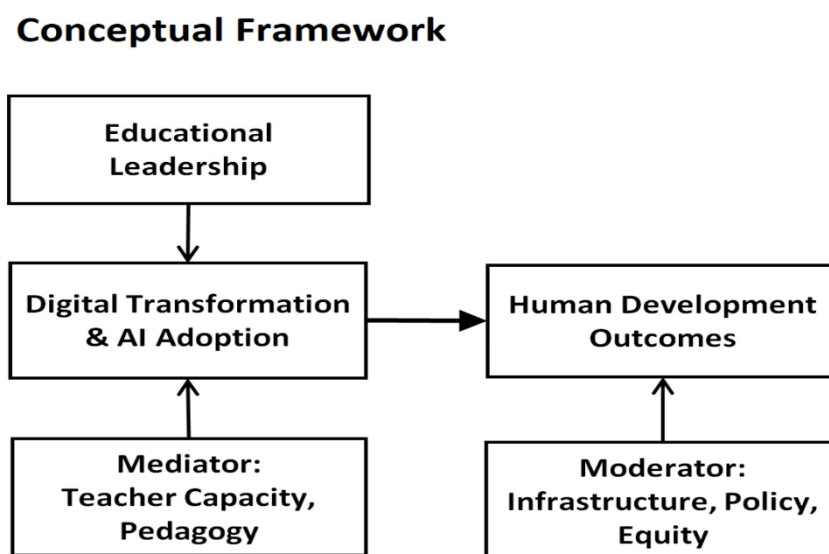 Conceptual Framework
Educational
Leadership
Digital Transformation
& AI Adoption
Human Development
Outcomes
Mediator:
Teacher Capacity,
Pedagogy
Moderator:
Infrastructure, Policy,
Equity